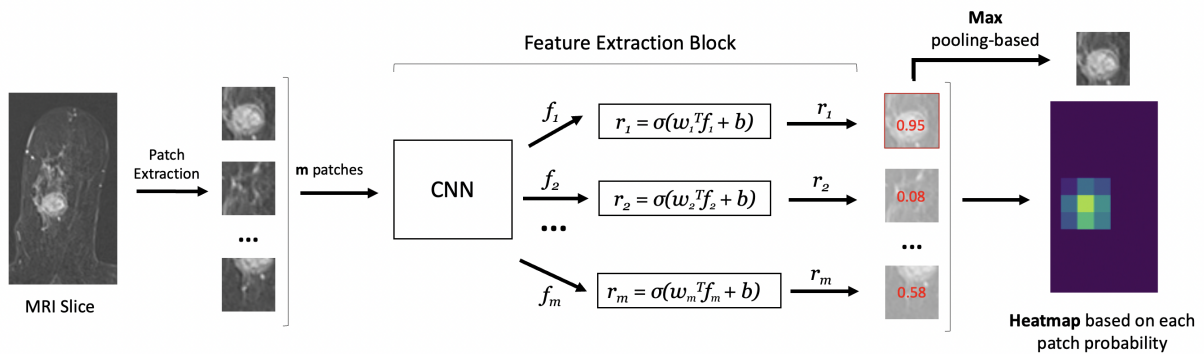 Max
pooling-based
Feature Extraction Block
MRI Slice
Patch
Extraction
...
m patches
CNN
f₁
f₂
...
fₘ
r₁ = σ(w₁ᵀf₁ + b)
r₂ = σ(w₂ᵀf₂ + b)
rₘ = σ(wₘᵀfₘ + b)
r₁
r₂
rₘ
0.95
0.08
...
0.58
Heatmap based on each
patch probability